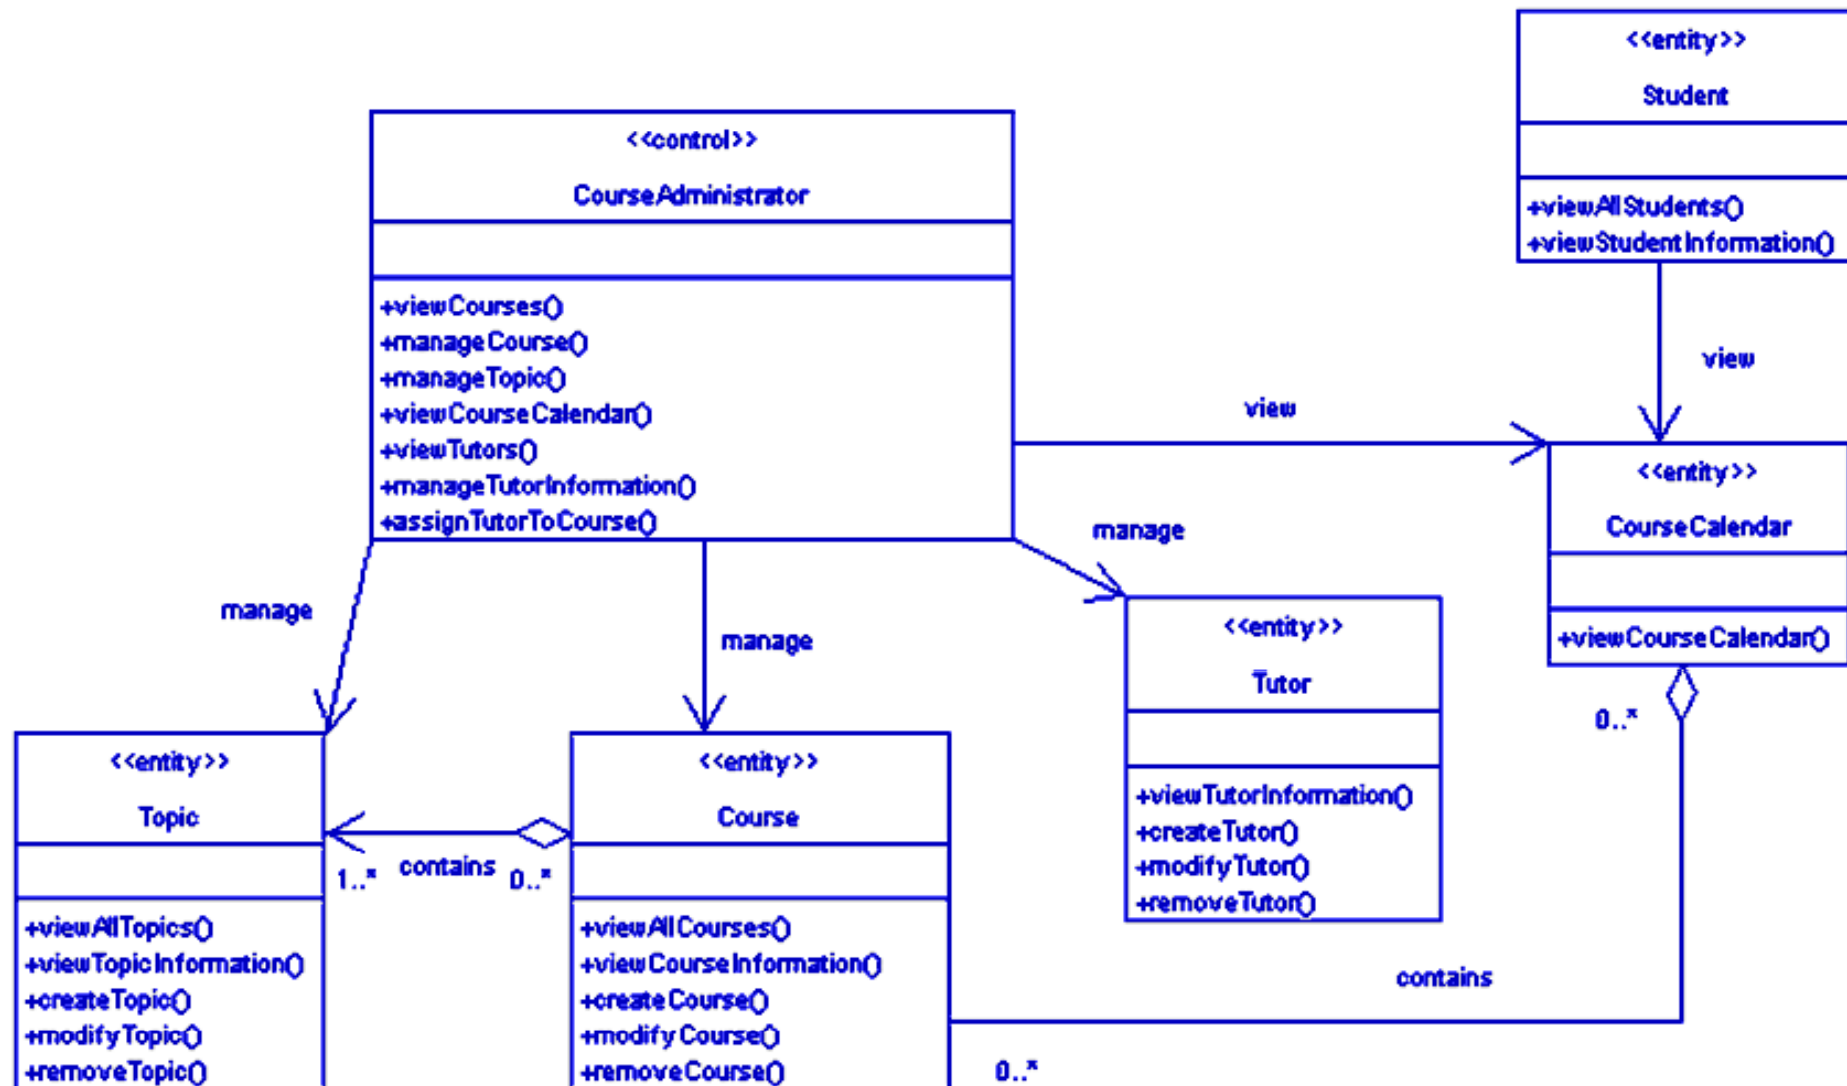 <<entity>>
Student
+viewAllStudents()
+viewStudentInformation()
<<control>>
CourseAdministrator
+viewCourses()
+manageCourse()
+manageTopic()
+viewCourseCalendar()
+viewTutors()
+manageTutorInformation()
+assignTutorToCourse()
view
view
<<entity>>
CourseCalendar
+viewCourseCalendar()
manage
manage
manage
<<entity>>
Tutor
+viewTutorInformation()
+createTutor()
+modifyTutor()
+removeTutor()
0..*
<<entity>>
Topic
+viewAllTopics()
+viewTopicInformation()
+createTopic()
+modifyTopic()
+removeTopic()
1..* contains 0..*
<<entity>>
Course
+viewAllCourses()
+viewCourseInformation()
+createCourse()
+modifyCourse()
+removeCourse()
contains
0..*